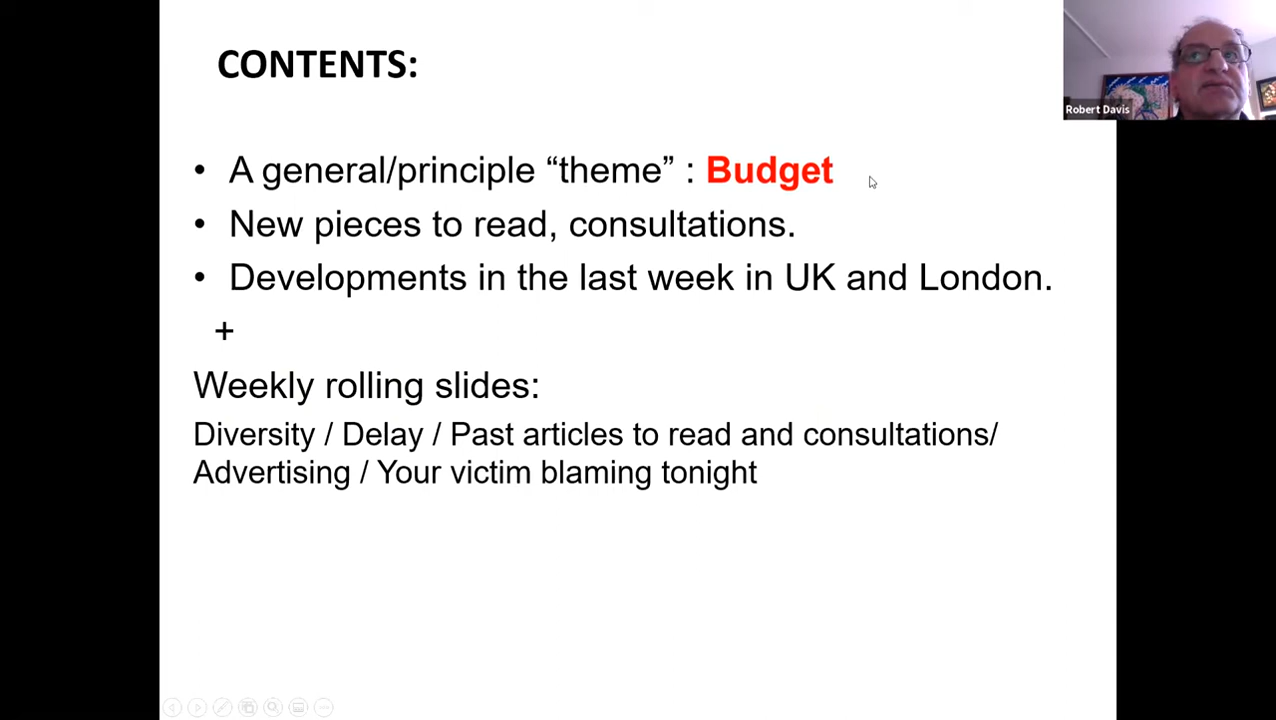 CONTENTS:
Robert Davis
• A general/principle “theme” : Budget
• New pieces to read, consultations.
• Developments in the last week in UK and London.
+
Weekly rolling slides:
Diversity / Delay / Past articles to read and consultations/
Advertising / Your victim blaming tonight